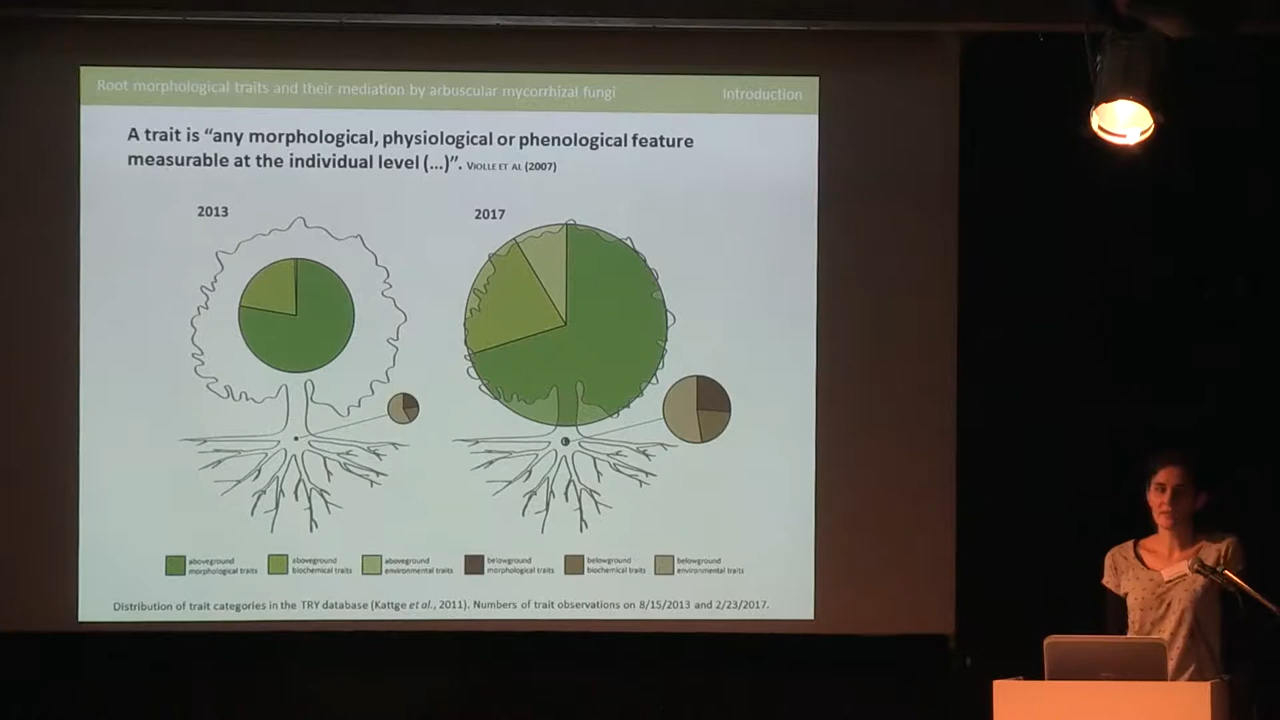 Root morphological traits and their mediation by arbuscular mycorrhizal fungi
Introduction
A trait is “any morphological, physiological or phenological feature
measurable at the individual level (...)”. VIOLLE ET AL (2007)
2013
2017
aboveground
morphological traits
aboveground
biochemical traits
aboveground
environmental traits
belowground
morphological traits
belowground
biochemical traits
belowground
environmental traits
Distribution of trait categories in the TRY database (Kattge et al., 2011). Numbers of trait observations on 8/15/2013 and 2/23/2017.